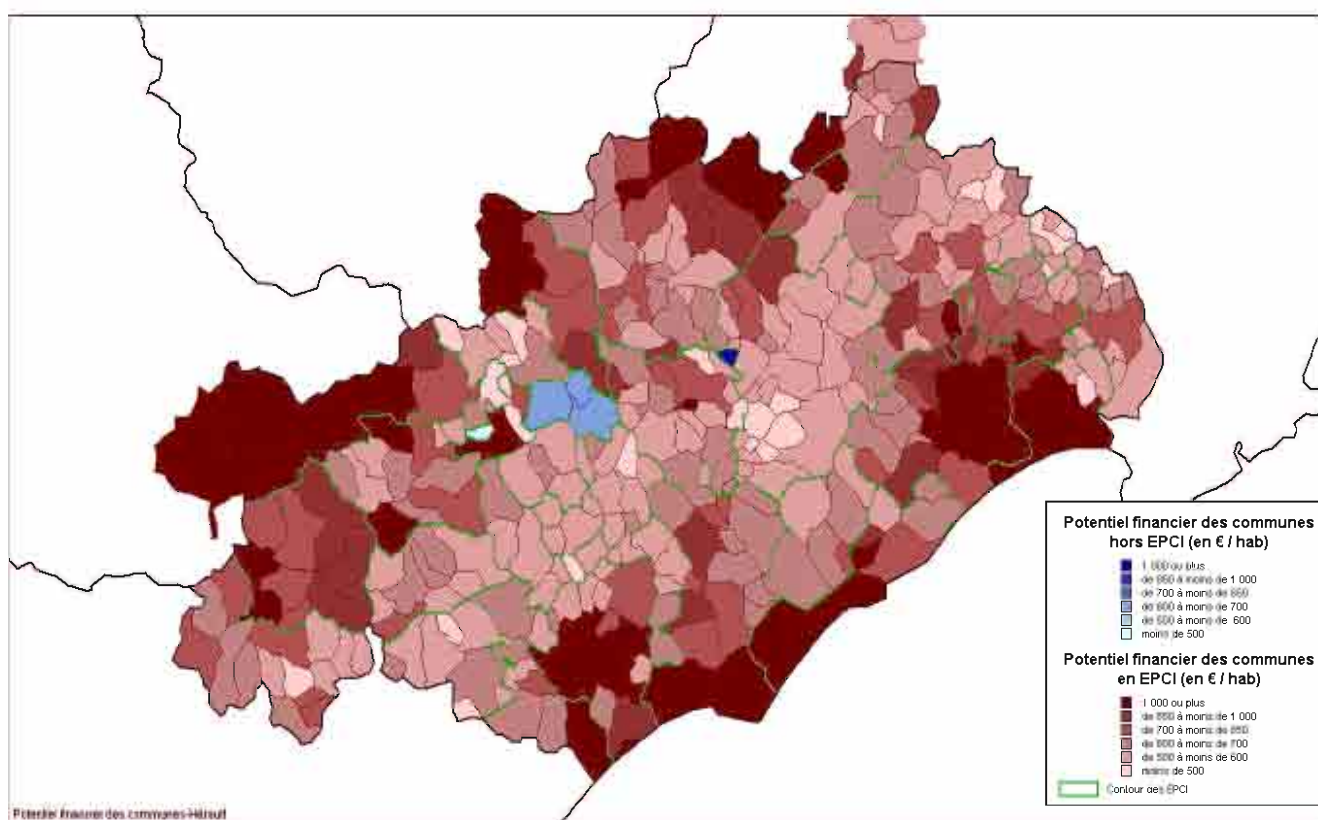 Potentiel financier des communes
hors EPCI (en € / hab)
1 000 ou plus
de 850 à moins de 1 000
de 700 à moins de 850
de 600 à moins de 700
de 500 à moins de 600
moins de 500
Potentiel financier des communes
en EPCI (en € / hab)
1 000 ou plus
de 850 à moins de 1 000
de 700 à moins de 850
de 600 à moins de 700
de 500 à moins de 600
moins de 500
Contour des EPCI
Potentiel financier des communes-Hérault